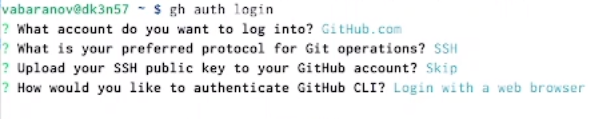 vabaranov@dk3n57 ~ $ gh auth login
? What account do you want to log into? GitHub.com
? What is your preferred protocol for Git operations? SSH
? Upload your SSH public key to your GitHub account? Skip
? How would you like to authenticate GitHub CLI? Login with a web browser